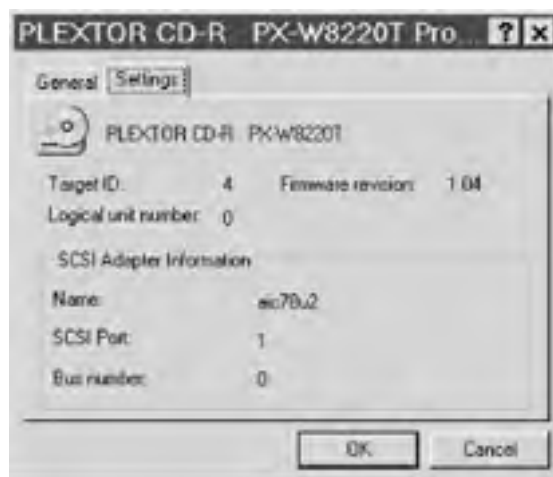 PLEXTOR CD-R PX-W8220T Pro... ? X
General Settings
PLEXTOR CD-R PX-W8220T
Target ID: 4 Firmware revision: 1.04
Logical unit number: 0
SCSI Adapter Information
Name: aic78u2
SCSI Port: 1
Bus number: 0
OK Cancel